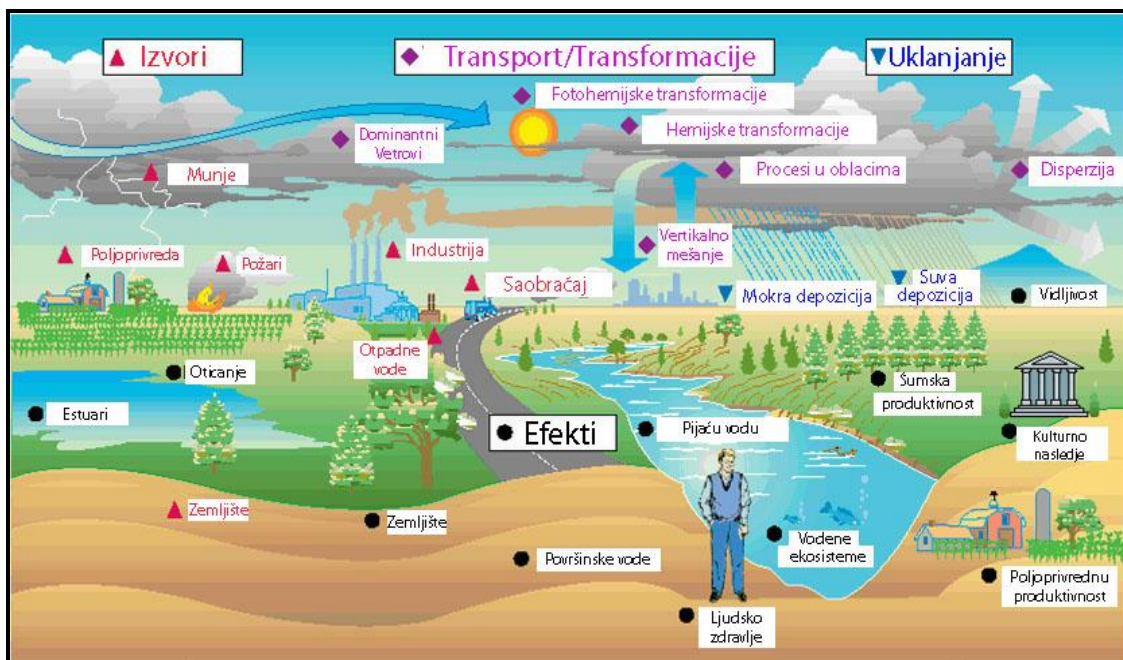 Izvori
Transport/Transformacije
Uklanjanje
Fotohemijske transformacije
Dominantni
Vetrovi
Hemijske transformacije
Munje
Procesi u oblacima
Disperzija
Poljoprivreda
Požari
Industrija
Vertikalno
mešanje
Saobraćaj
Mokra depozicija
Suva
depozicija
Vidljivost
Otpadne
vode
Oticanje
Šumska
produktivnost
Estuari
Efekti
Pijaću vodu
Kulturno
nasledje
Zemljište
Zemljište
Površinske vode
Vodene
ekosisteme
Poljoprivrednu
produktivnost
Ljudsko
zdravlje